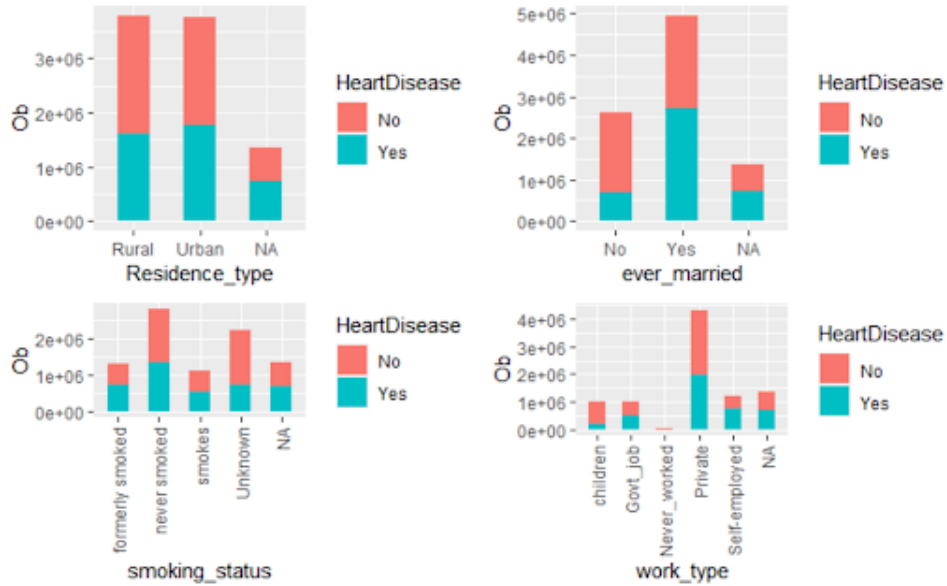 Ob
3e+06
2e+06
1e+06
0e+00
Rural Urban NA
Residence_type
HeartDisease
No
Yes
Ob
5e+06
4e+06
3e+06
2e+06
1e+06
0e+00
No Yes NA
ever_married
HeartDisease
No
Yes
Ob
2e+06
1e+06
0e+00
formerly smoked
never smoked
smokes
Unknown
NA
smoking_status
HeartDisease
No
Yes
Ob
4e+06
3e+06
2e+06
1e+06
0e+00
children
Govt_job
Never_worked
Private
Self-employed
NA
work_type
HeartDisease
No
Yes